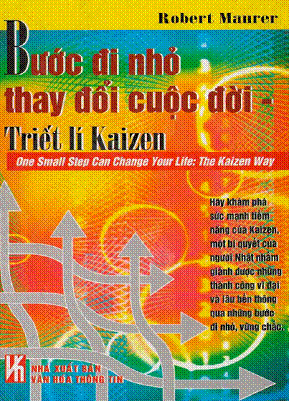 Robert Maurer
Bước đi nhỏ
thay đổi cuộc đời -
Triết lí Kaizen
One Small Step Can Change Your Life: The Kaizen Way
Hãy khám phá
sức mạnh tiềm
năng của Kaizen,
một bí quyết của
người Nhật nhằm
giành được những
thành công vĩ đại
và lâu bền thông
qua những bước
đi nhỏ, vững chắc.
NHÀ XUẤT BẢN
VĂN HÓA THÔNG TIN